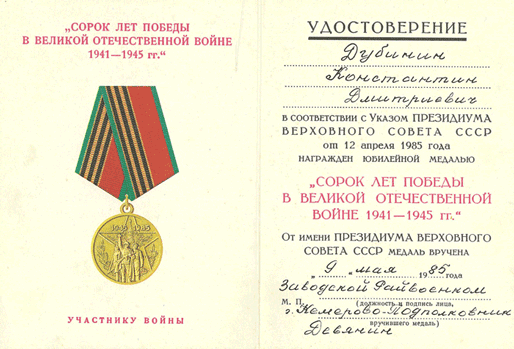 „СОРОК ЛЕТ ПОБЕДЫ
В ВЕЛИКОЙ ОТЕЧЕСТВЕННОЙ ВОЙНЕ
1941—1945 гг.“
1945 1985
УЧАСТНИКУ ВОЙНЫ
УДОСТОВЕРЕНИЕ
Дубинин
Константин
Дмитриевич
В СООТВЕТСТВИИ С УКАЗОМ ПРЕЗИДИУМА
ВЕРХОВНОГО СОВЕТА СССР
от 12 апреля 1985 года
НАГРАЖДЕН ЮБИЛЕЙНОЙ МЕДАЛЬЮ
„СОРОК ЛЕТ ПОБЕДЫ
В ВЕЛИКОЙ ОТЕЧЕСТВЕННОЙ
ВОЙНЕ 1941—1945 гг.“
От имени ПРЕЗИДИУМА ВЕРХОВНОГО
СОВЕТА СССР МЕДАЛЬ ВРУЧЕНА
„ 9 „ мая 1985 года
Заводской Райвоенком
М. П. (должность и подпись лица,
г. Кемерово-Подполковник
вручившего медаль)
Девянин